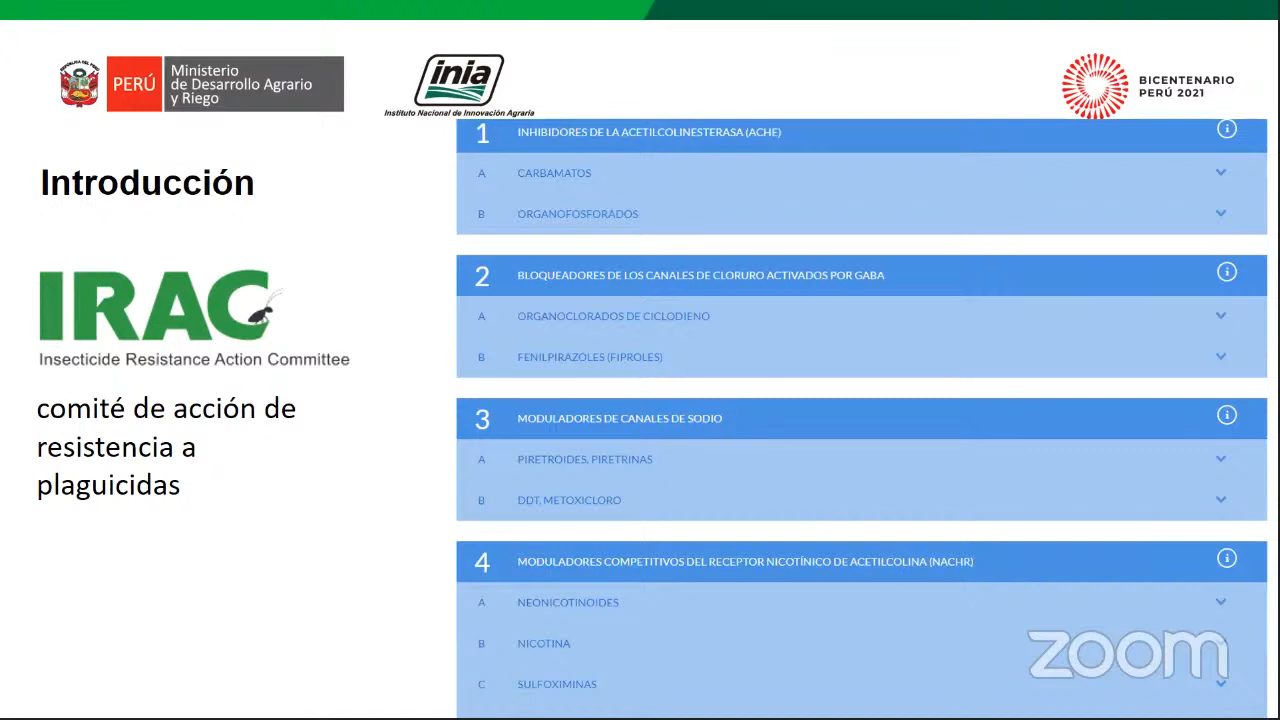 PERÚ
Ministerio
de Desarrollo Agrario
y Riego
inia
Instituto Nacional de Innovación Agraria
BICENTENARIO
PERÚ 2021
Introducción
IRAC
Insecticide Resistance Action Committee
comité de acción de
resistencia a
plaguicidas
1 INHIBIDORES DE LA ACETILCOLINESTERASA (ACHE)
A CARBAMATOS
B ORGANOFOSFORADOS
2 BLOQUEADORES DE LOS CANALES DE CLORURO ACTIVADOS POR GABA
A ORGANOCLORADOS DE CICLODIENO
B FENILPIRAZOLES (FIPROLES)
3 MODULADORES DE CANALES DE SODIO
A PIRETROIDES. PIRETRINAS
B DDT. METOXICLORO
4 MODULADORES COMPETITIVOS DEL RECEPTOR NICOTÍNICO DE ACETILCOLINA (NACHR)
A NEONICOTINOIDES
B NICOTINA
C SULFOXIMINAS
zoom